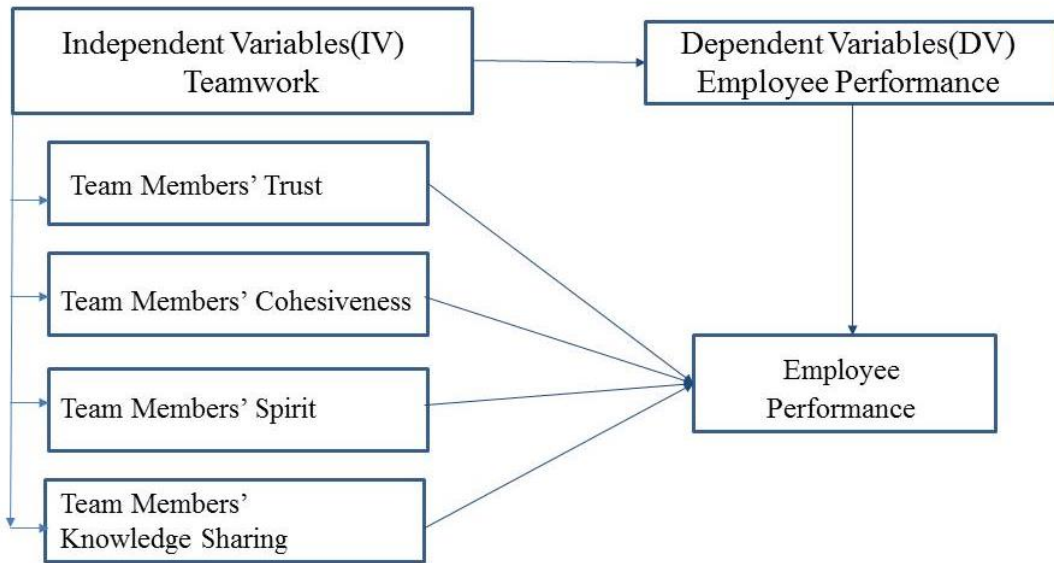 Independent Variables(IV)
Teamwork
Dependent Variables(DV)
Employee Performance
Team Members’ Trust
Team Members’ Cohesiveness
Team Members’ Spirit
Team Members’
Knowledge Sharing
Employee
Performance